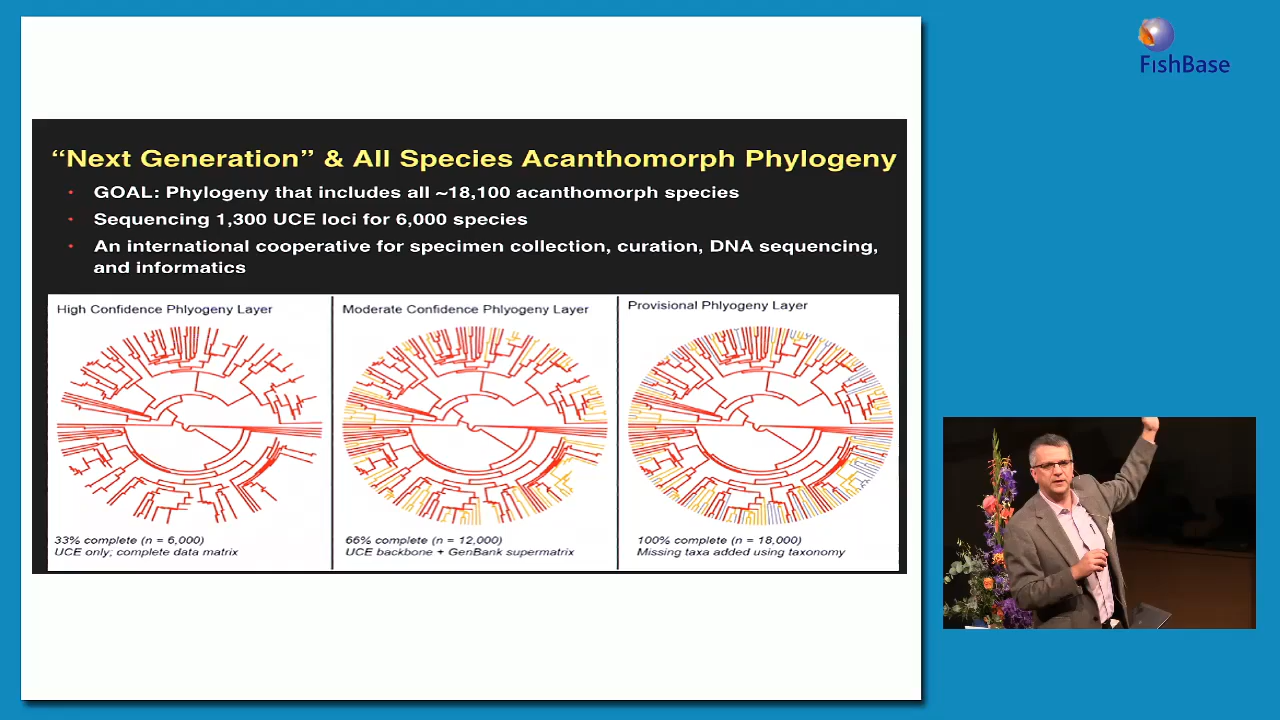 FishBase
“Next Generation” & All Species Acanthomorph Phylogeny
• GOAL: Phylogeny that includes all ~18,100 acanthomorph species
• Sequencing 1,300 UCE loci for 6,000 species
• An international cooperative for specimen collection, curation, DNA sequencing,
and informatics
High Confidence Phlyogeny Layer
33% complete (n = 6,000)
UCE only; complete data matrix
Moderate Confidence Phlyogeny Layer
66% complete (n = 12,000)
UCE backbone + GenBank supermatrix
Provisional Phlyogeny Layer
100% complete (n = 18,000)
Missing taxa added using taxonomy